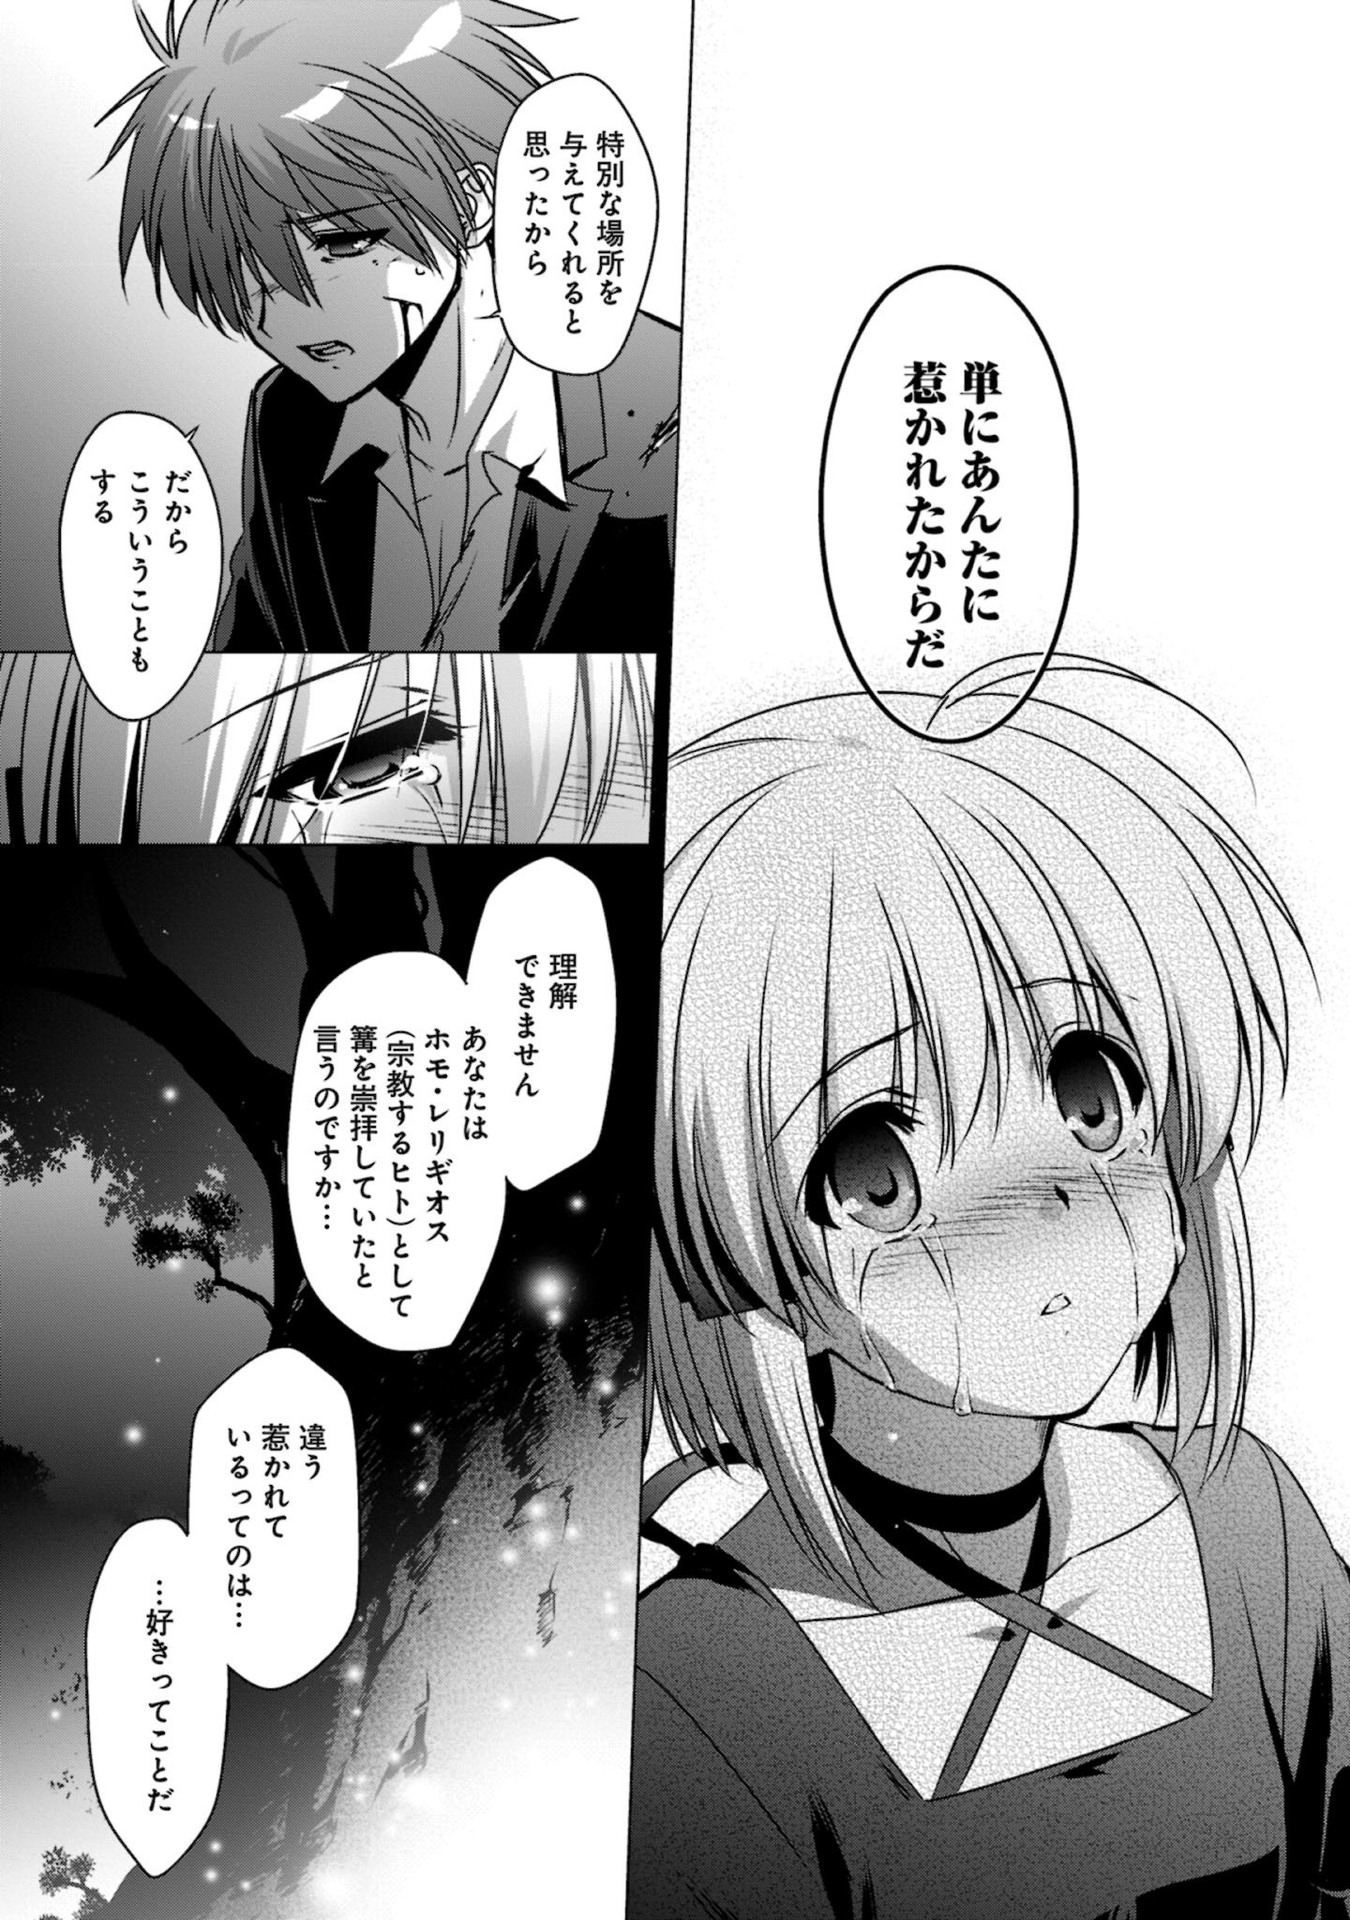 単にあんたに
惹かれたからだ
特別な場所を
与えてくれると
思ったから
だから
こういうことも
する
理解
できません
あなたは
ホモ・レリギオス
(宗教するヒト)として
篝を崇拝していたと
言うのですか…
違う
惹かれて
いるってのは…
…好きってことだ